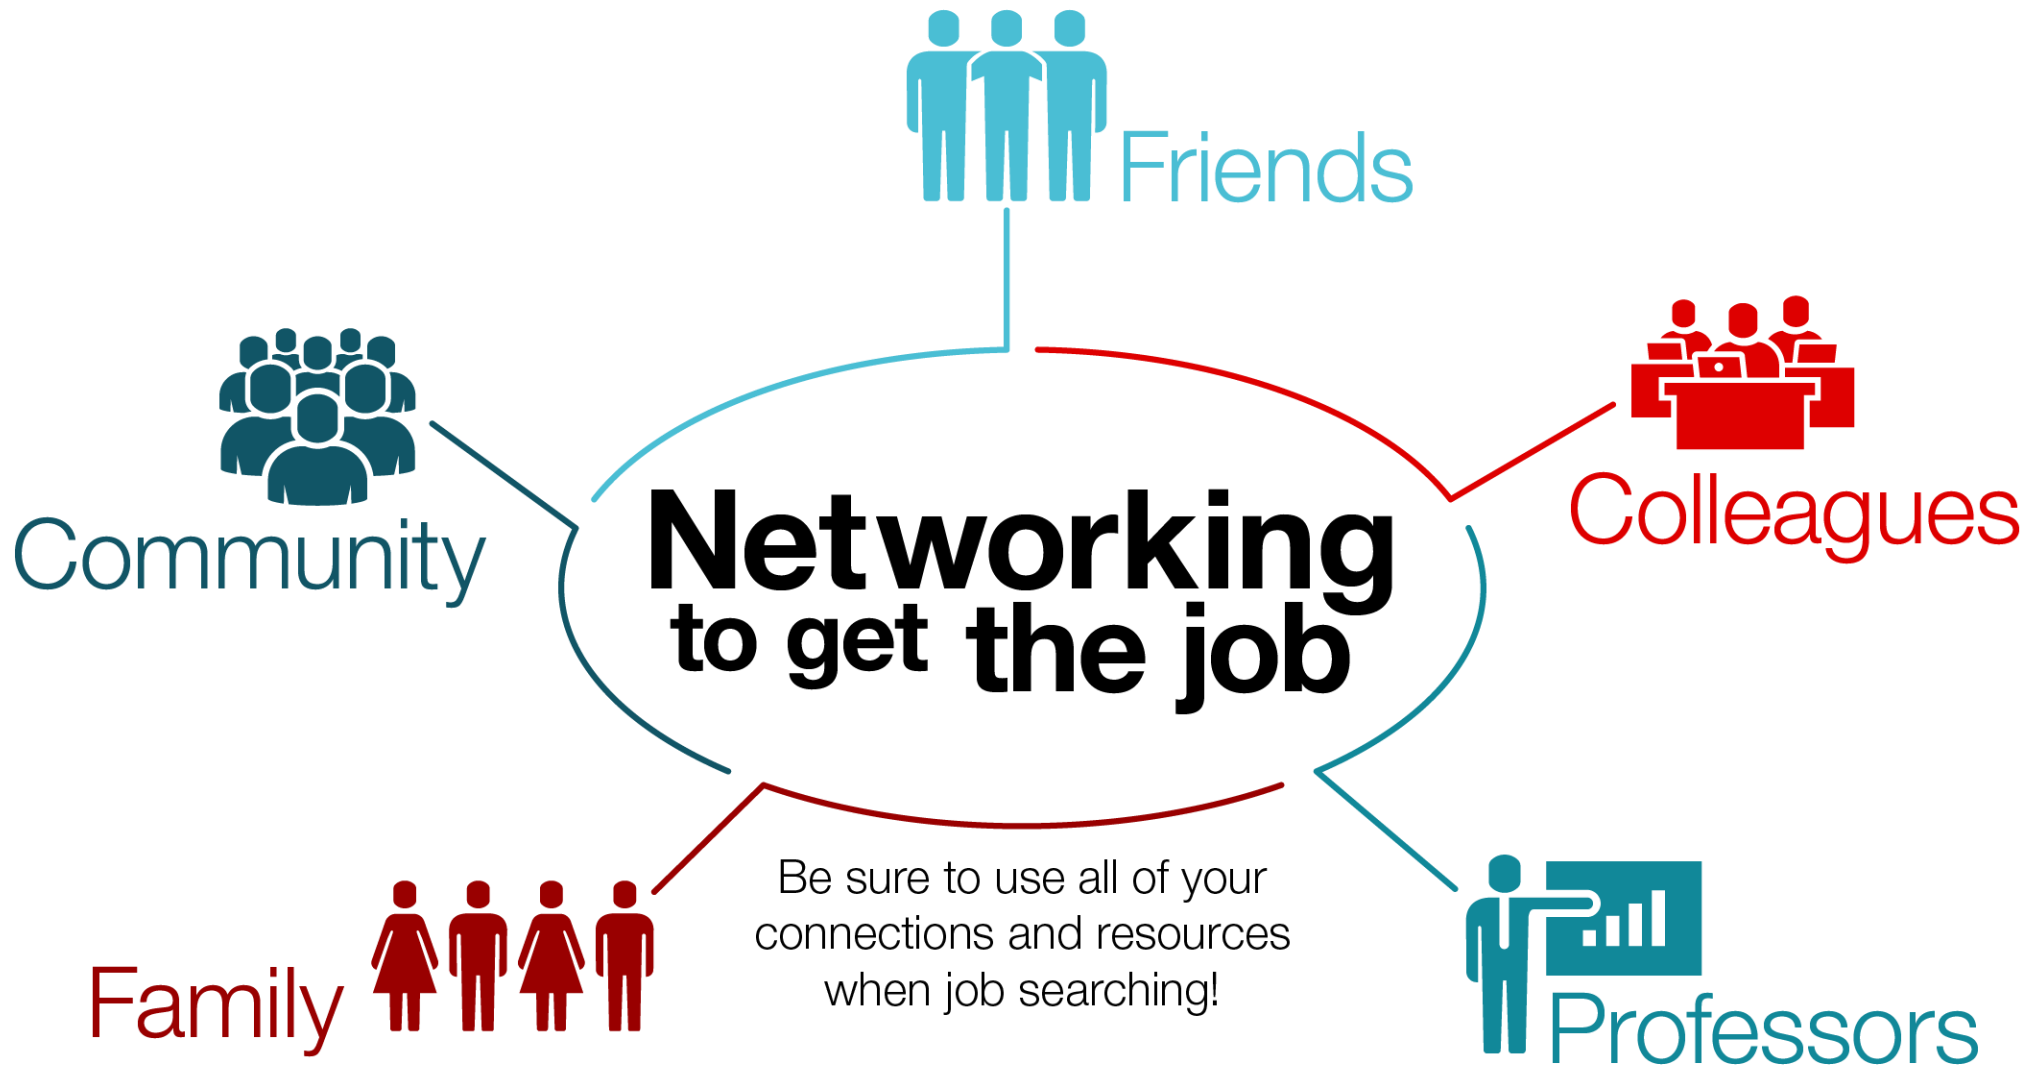 Friends
Colleagues
Community
Networking
to get the job
Be sure to use all of your
connections and resources
when job searching!
Family
Professors